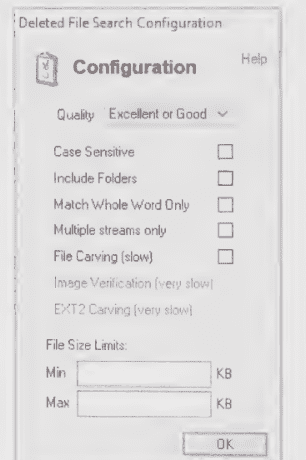 Deleted File Search Configuration
Configuration Help
Quality Excellent or Good
Case Sensitive
Include Folders
Match Whole Word Only
Multiple streams only
File Carving (slow)
Image Verification (very slow)
EXT2 Carving (very slow)
File Size Limits:
Min KB
Max KB
OK